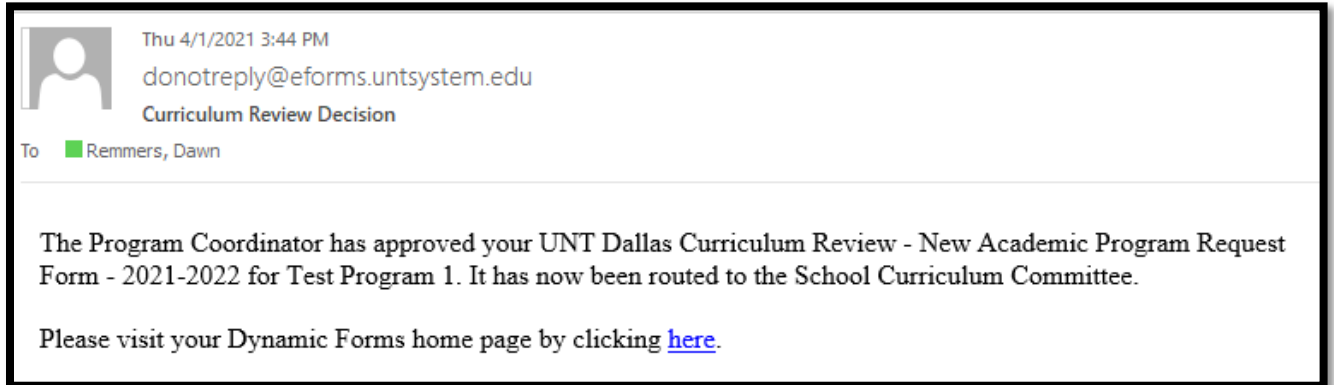 Thu 4/1/2021 3:44 PM
donotreply@eforms.untsystem.edu
Curriculum Review Decision
To Remmers, Dawn
The Program Coordinator has approved your UNT Dallas Curriculum Review - New Academic Program Request
Form - 2021-2022 for Test Program 1. It has now been routed to the School Curriculum Committee.
Please visit your Dynamic Forms home page by clicking here.